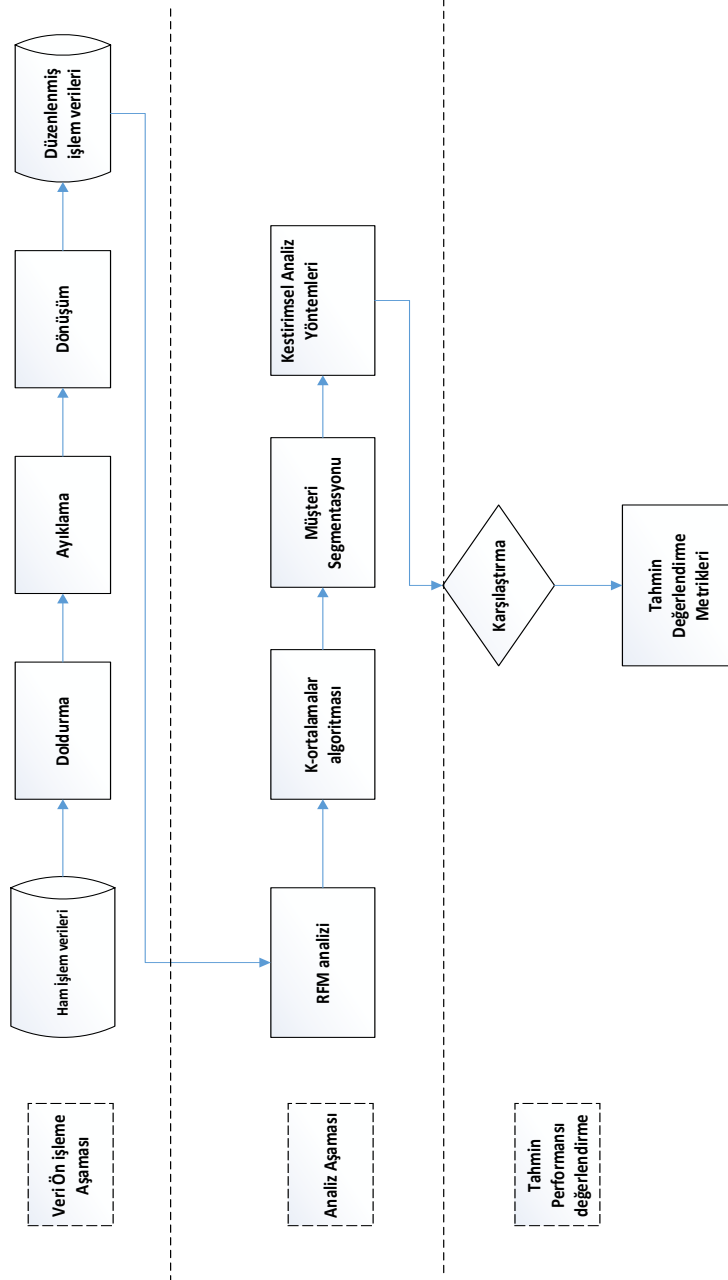 Veri Ön işleme
Aşaması
Ham işlem verileri
Doldurma
Ayıklama
Dönüşüm
Düzenlenmiş
işlem verileri
Analiz Aşaması
RFM analizi
K-ortalamalar
algoritması
Müşteri
Segmentasyonu
Kestirimsel Analiz
Yöntemleri
Tahmin
Performansı
değerlendirme
Karşılaştırma
Tahmin
Değerlendirme
Metrikleri